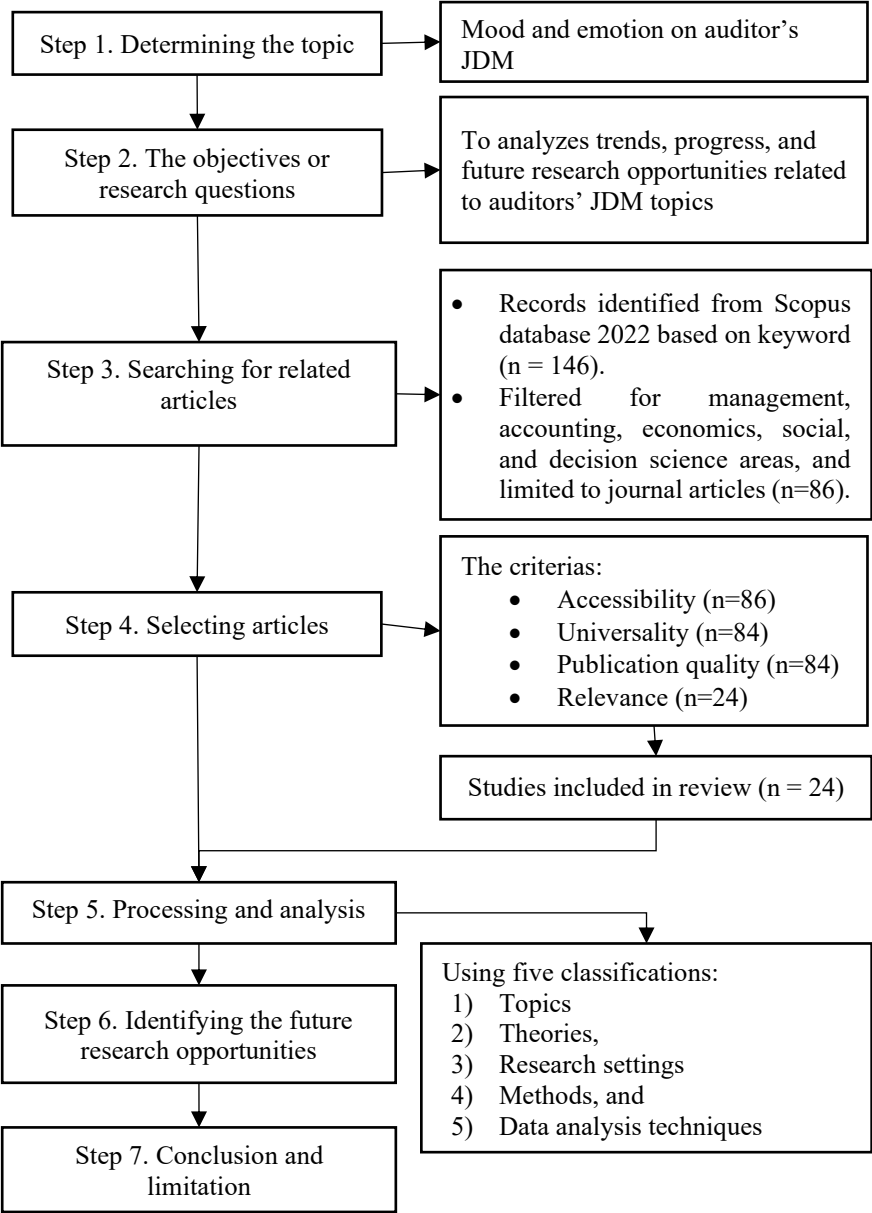 Step 1. Determining the topic
Mood and emotion on auditor’s
JDM
Step 2. The objectives or
research questions
To analyzes trends, progress, and
future research opportunities related
to auditors’ JDM topics
Step 3. Searching for related
articles
• Records identified from Scopus
database 2022 based on keyword
(n = 146).
• Filtered for management,
accounting, economics, social,
and decision science areas, and
limited to journal articles (n=86).
Step 4. Selecting articles
The criterias:
• Accessibility (n=86)
• Universality (n=84)
• Publication quality (n=84)
• Relevance (n=24)
Studies included in review (n = 24)
Step 5. Processing and analysis
Using five classifications:
1) Topics
2) Theories,
3) Research settings
4) Methods, and
5) Data analysis techniques
Step 6. Identifying the future
research opportunities
Step 7. Conclusion and
limitation